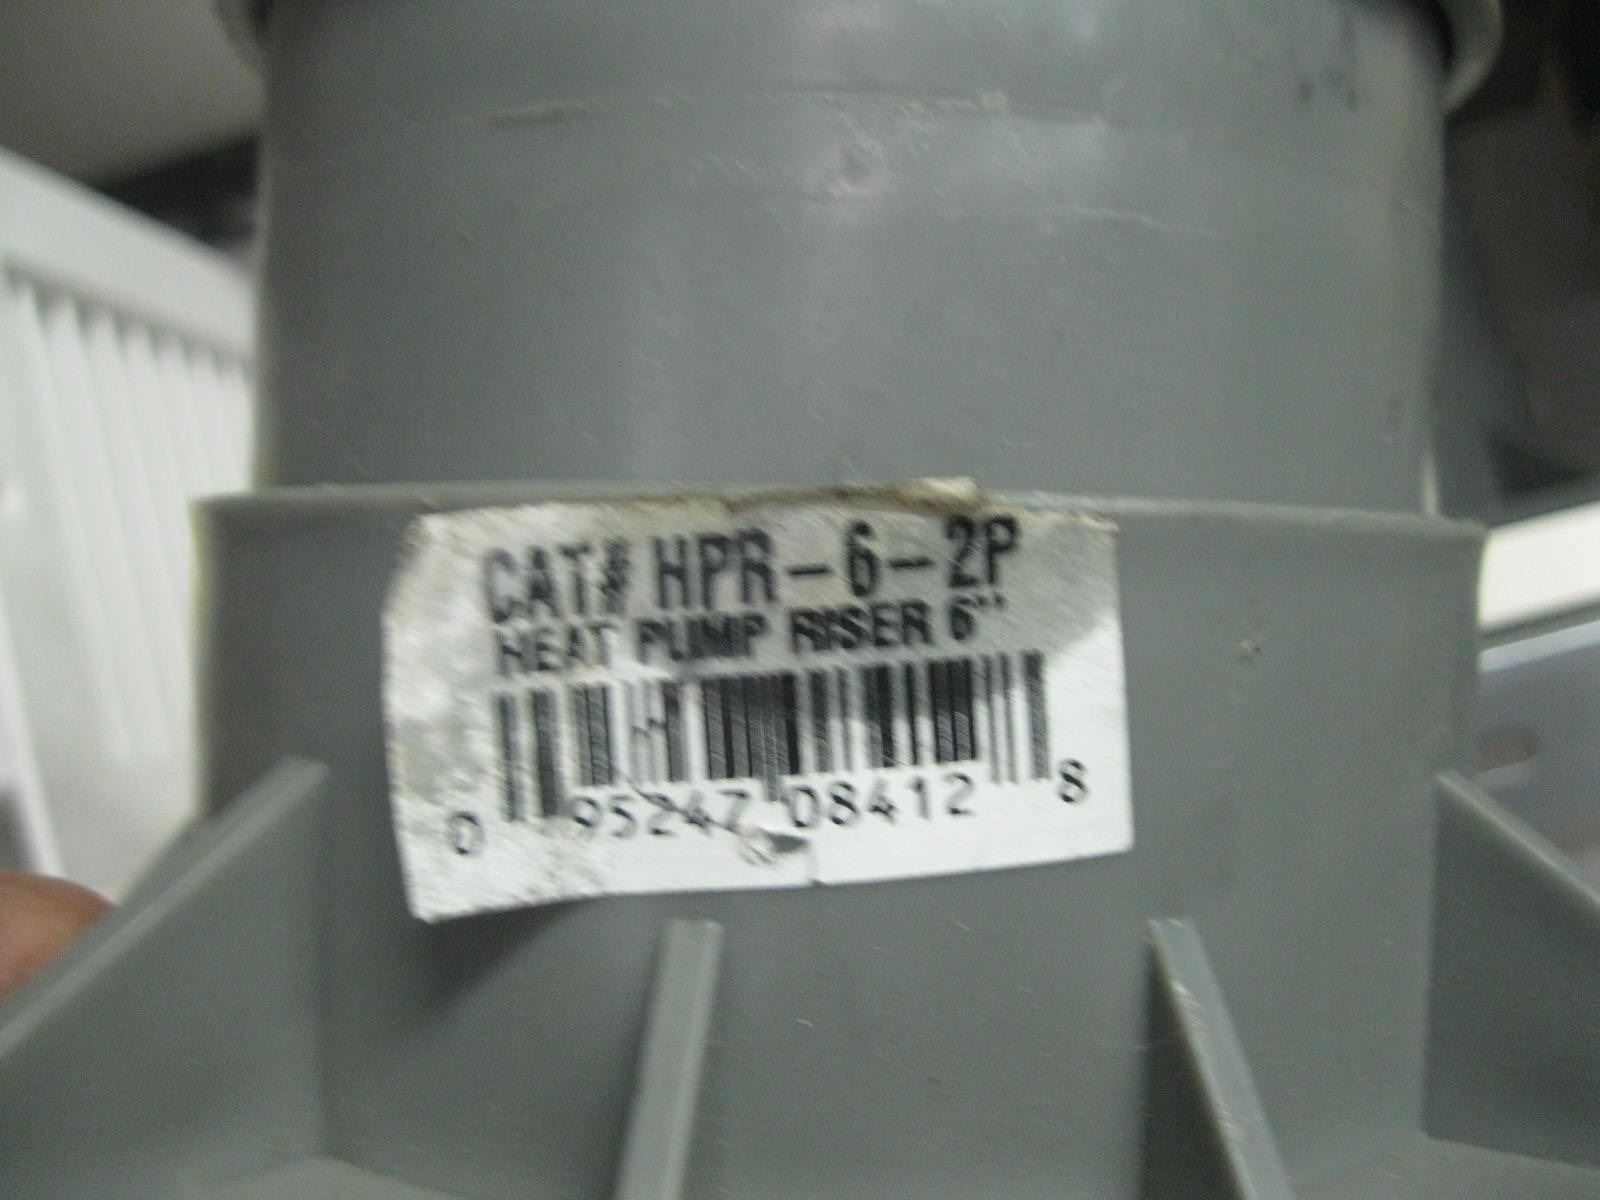 CAT# HPR-6-2P
HEAT PUMP RISER 6"
0 95247 08412 8